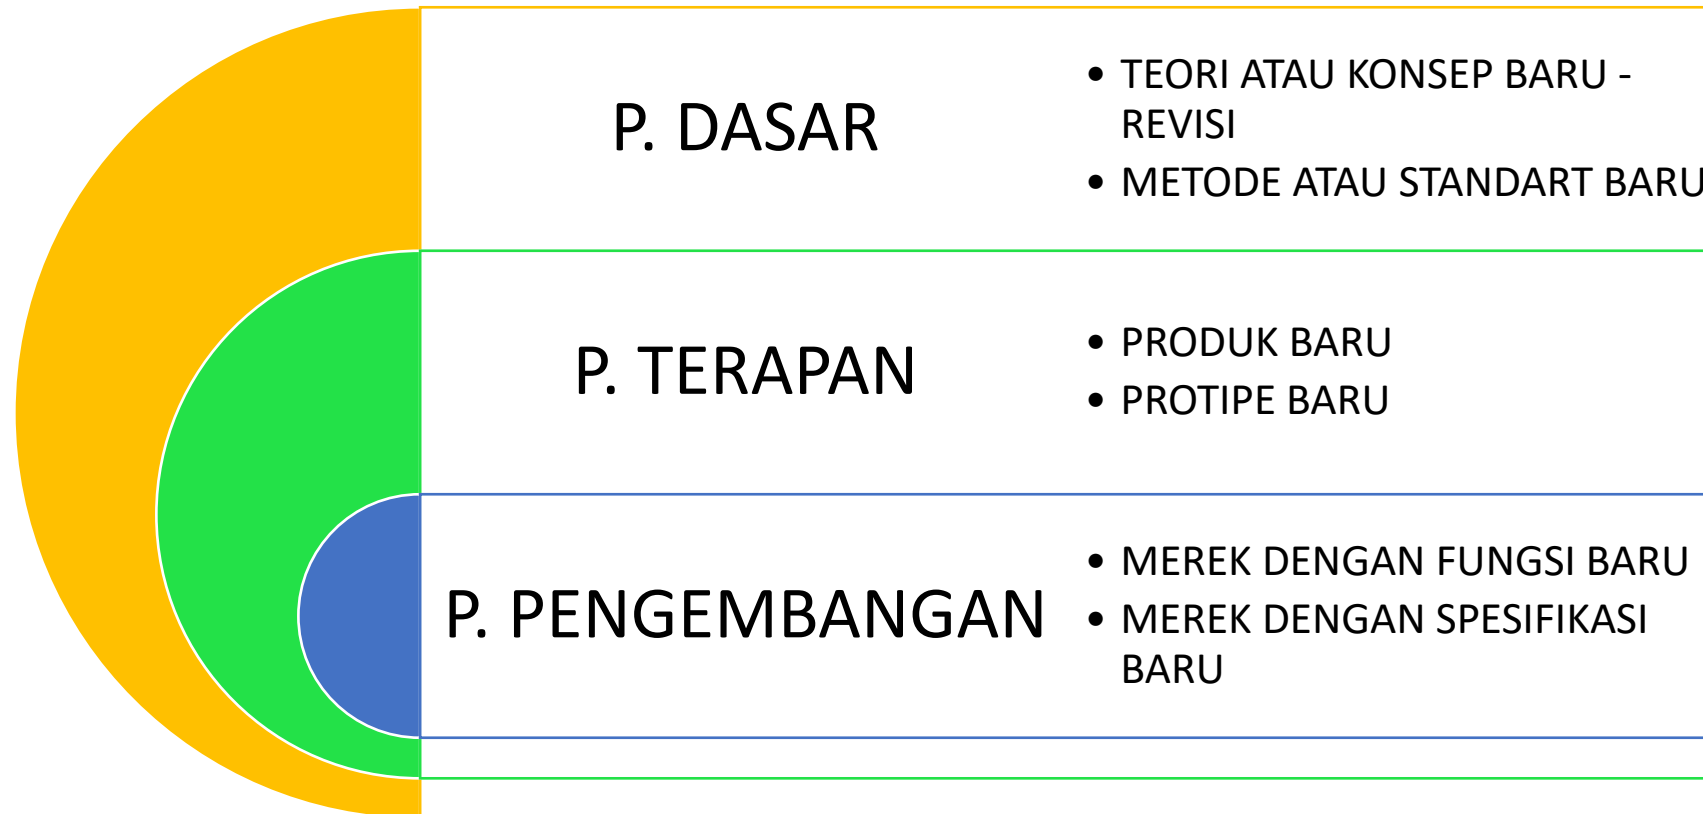 P. DASAR
• TEORI ATAU KONSEP BARU -
REVISI
• METODE ATAU STANDART BARU
P. TERAPAN
• PRODUK BARU
• PROTIPE BARU
P. PENGEMBANGAN
• MEREK DENGAN FUNGSI BARU
• MEREK DENGAN SPESIFIKASI
BARU